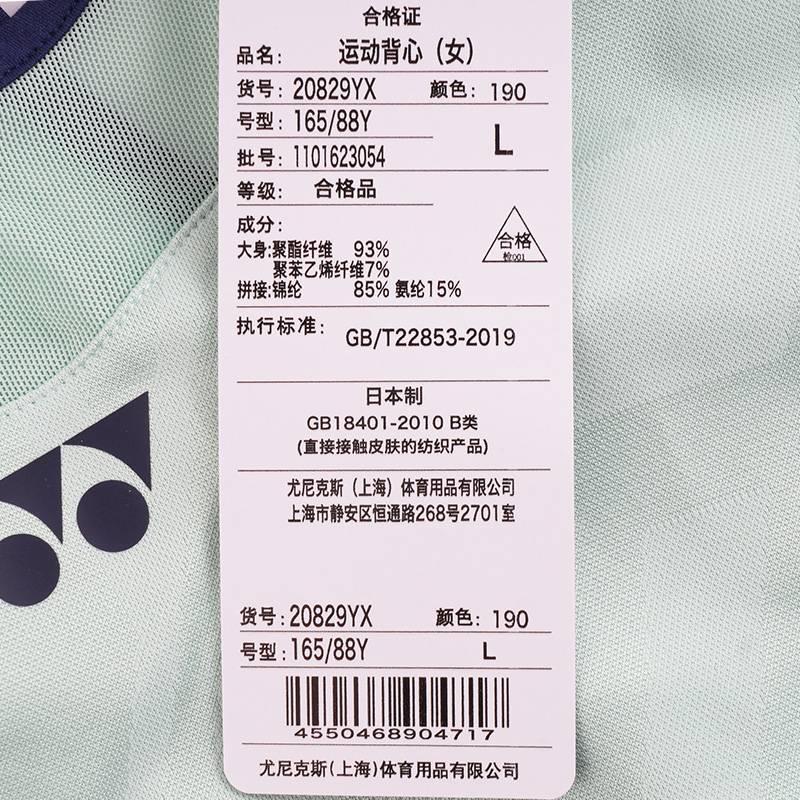 合格证
品名: 运动背心（女）
货号: 20829YX 颜色: 190
号型: 165/88Y L
批号: 1101623054
等级: 合格品
成分:
合格
检001
大身:聚酯纤维 93%
聚苯乙烯纤维7%
拼接:锦纶 85% 氨纶15%
执行标准: GB/T22853-2019
日本制
GB18401-2010 B类
(直接接触皮肤的纺织产品)
尤尼克斯（上海）体育用品有限公司
上海市静安区恒通路268号2701室
货号: 20829YX 颜色: 190
号型: 165/88Y L
4550468904717
尤尼克斯(上海)体育用品有限公司